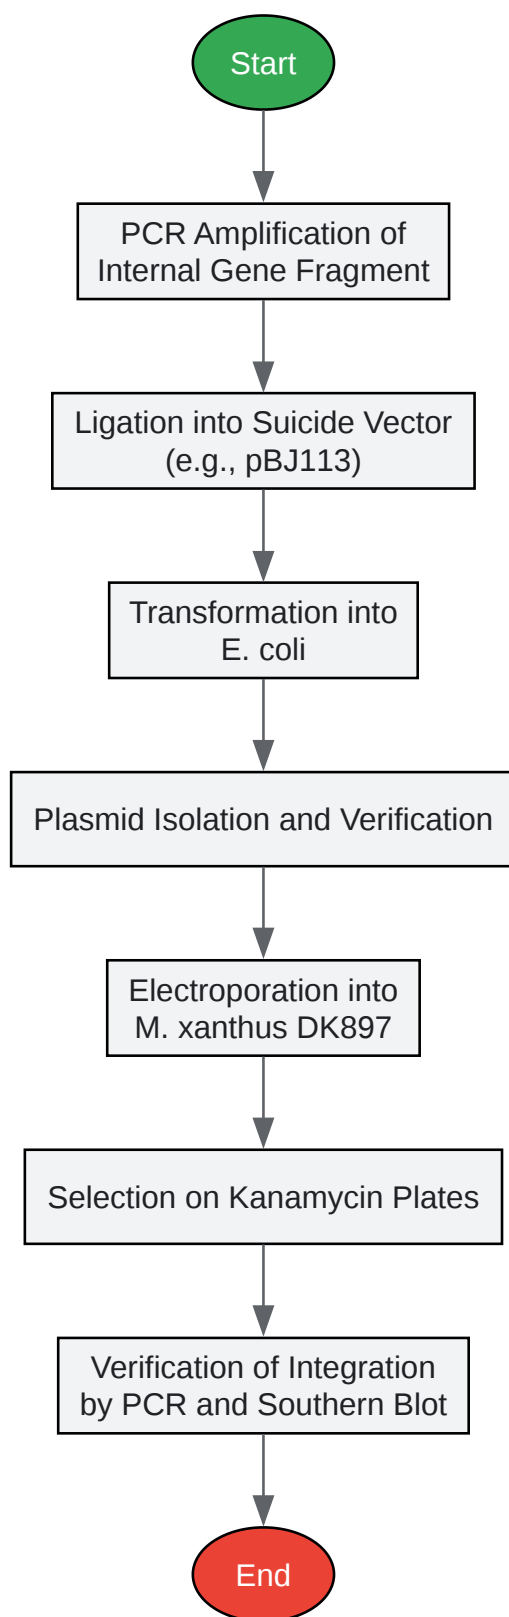 Start
PCR Amplification of
Internal Gene Fragment
Ligation into Suicide Vector
(e.g., pBJ113)
Transformation into
E. coli
Plasmid Isolation and Verification
Electroporation into
M. xanthus DK897
Selection on Kanamycin Plates
Verification of Integration
by PCR and Southern Blot
End